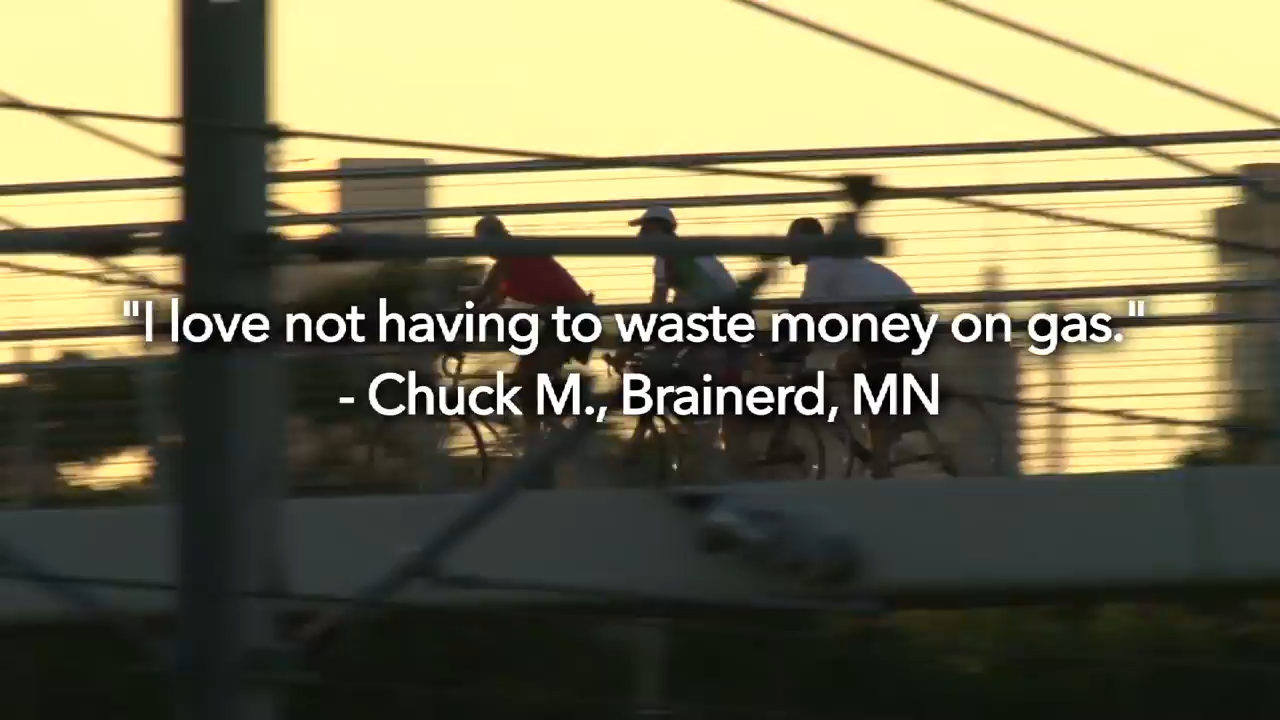 "I love not having to waste money on gas."
- Chuck M., Brainerd, MN